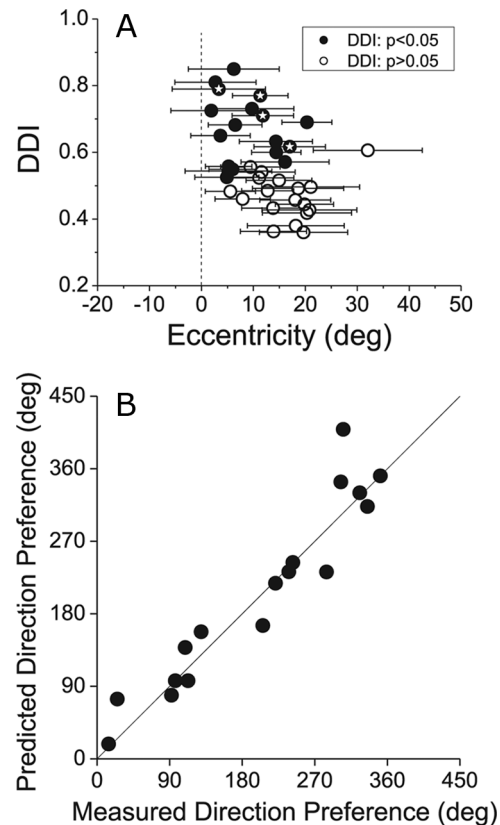 A
DDI: p<0.05
DDI: p>0.05
1.0
0.8
0.6
0.4
0.2
DDI
-20 -10 0 10 20 30 40 50
Eccentricity (deg)
B
450
360
270
180
90
0
Predicted Direction Preference (deg)
0 90 180 270 360 450
Measured Direction Preference (deg)